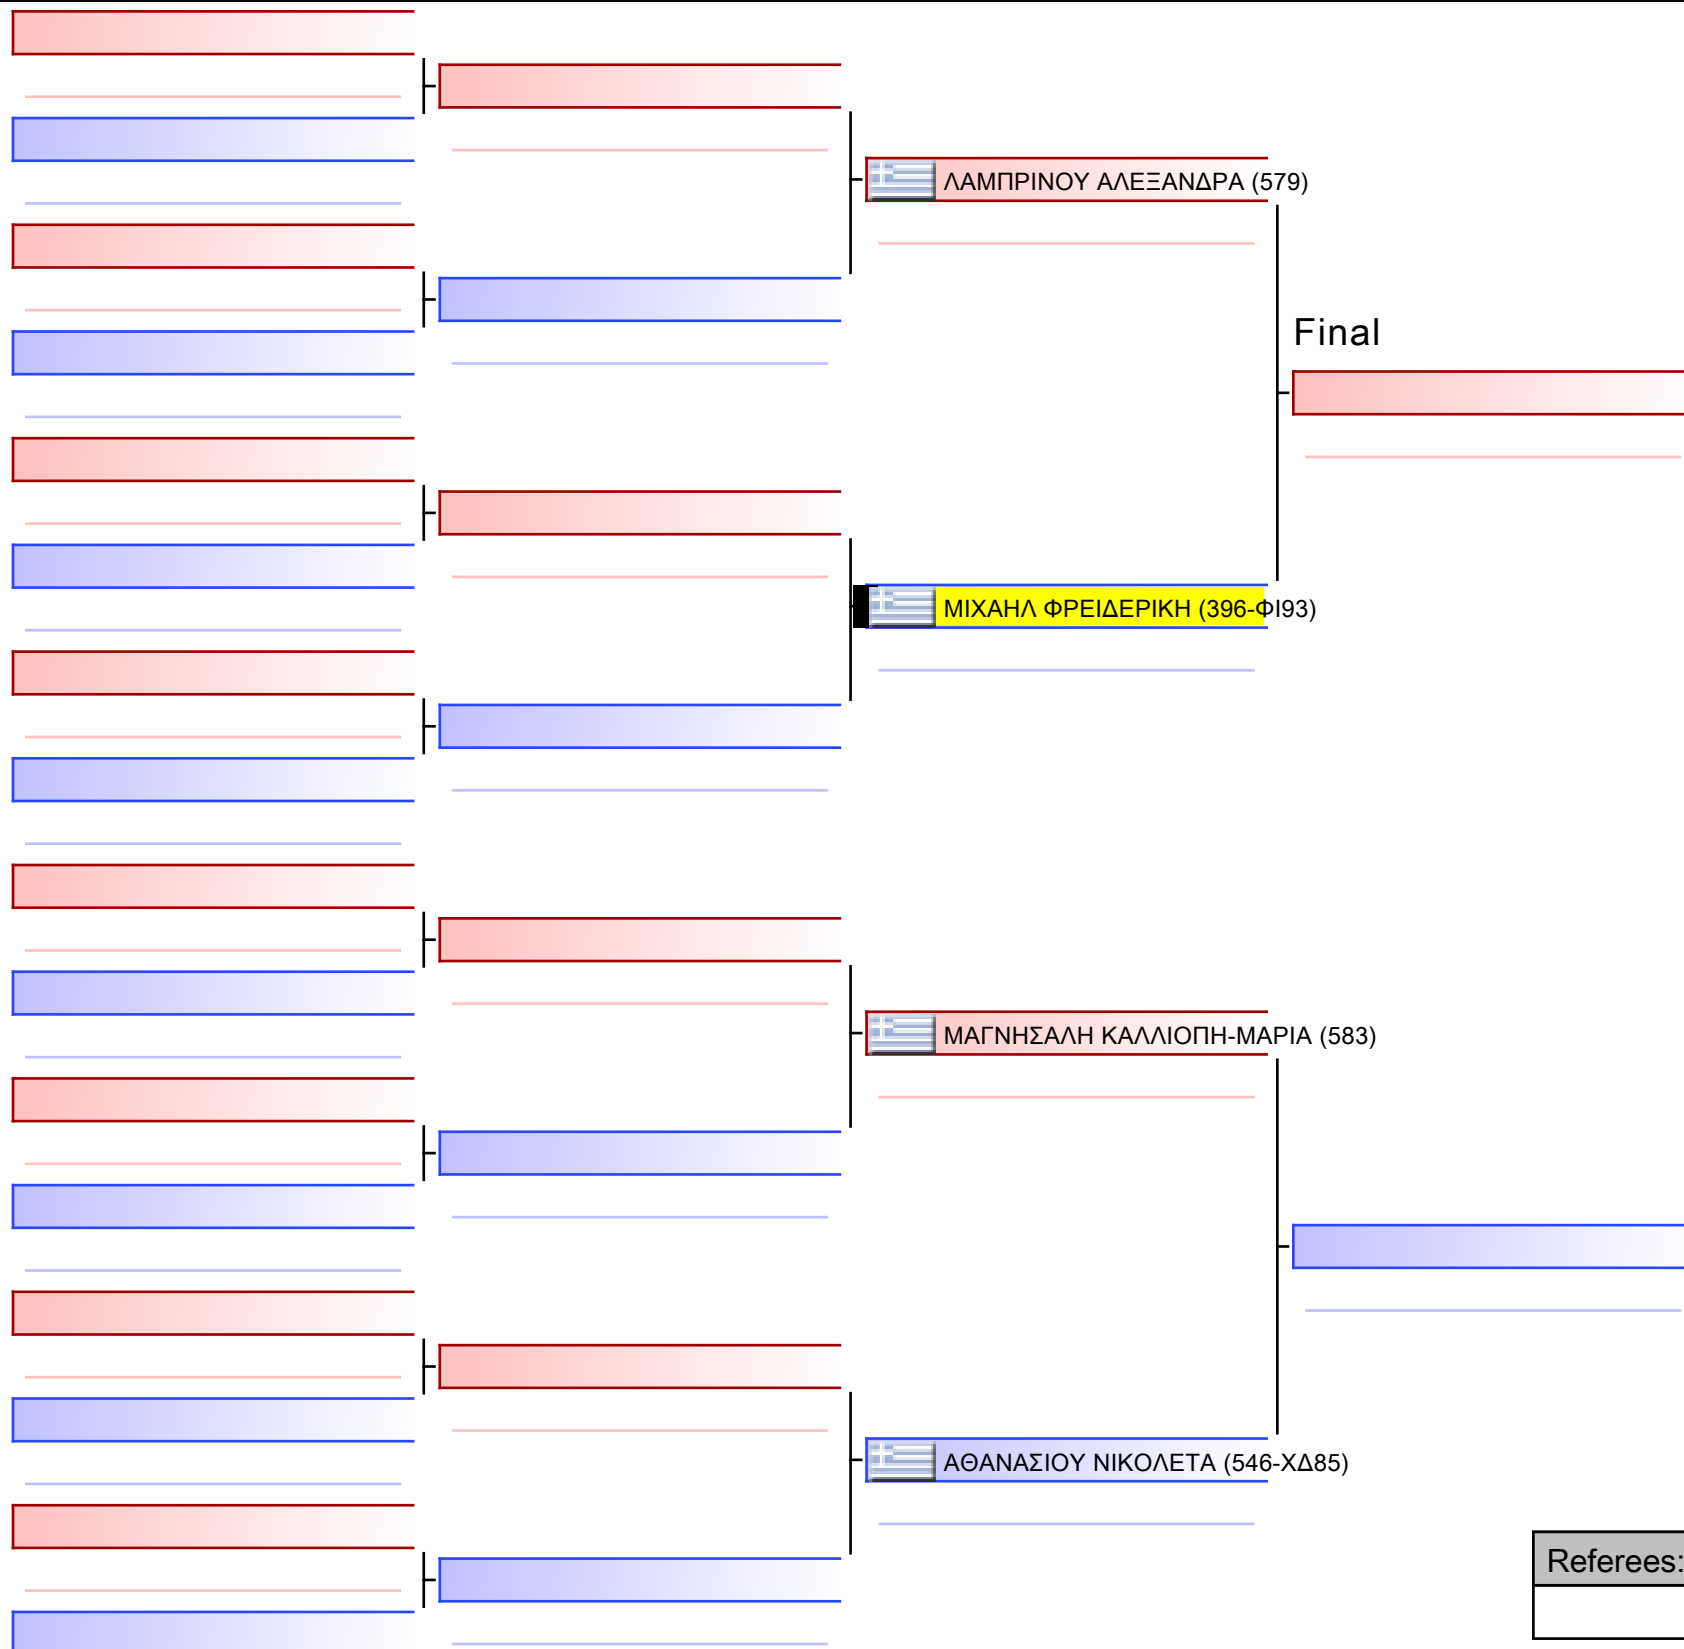 ΛΑΜΠΡΙΝΟΥ ΑΛΕΞΑΝΔΡΑ (579)
Final
ΜΙΧΑΗΛ ΦΡΕΙΔΕΡΙΚΗ (396-ΦΙ93)
ΜΑΓΝΗΣΑΛΗ ΚΑΛΛΙΟΠΗ-ΜΑΡΙΑ (583)
ΑΘΑΝΑΣΙΟΥ ΝΙΚΟΛΕΤΑ (546-ΧΔ85)
Referees: